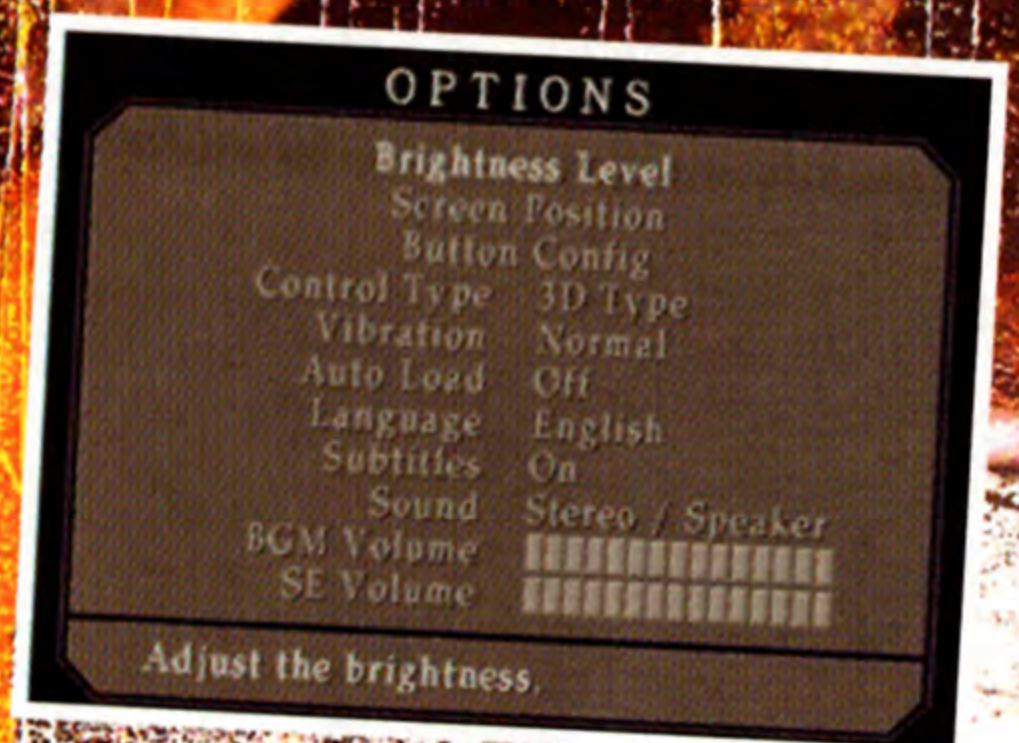 OPTIONS
Brightness Level
Screen Position
Button Config
Control Type 3D Type
Vibration Normal
Auto Load Off
Language English
Subtitles On
Sound Stereo / Speaker
BGM Volume
SE Volume
Adjust the brightness.